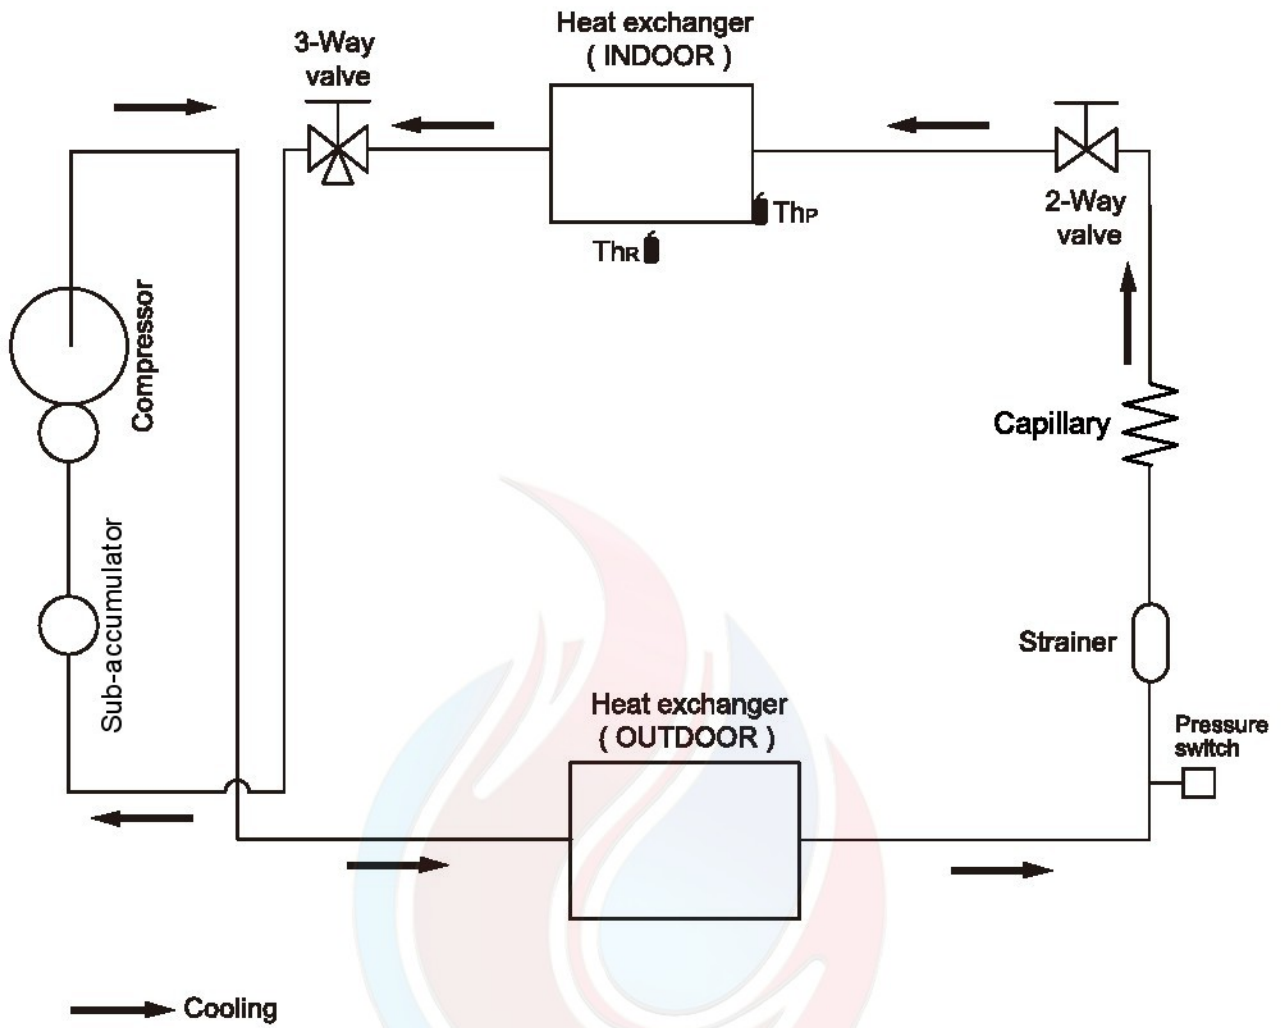 Heat exchanger
( INDOOR )
3-Way
valve
2-Way
valve
ThP
ThR
Compressor
Capillary
Sub-accumulator
Strainer
Heat exchanger
( OUTDOOR )
Pressure
switch
Cooling